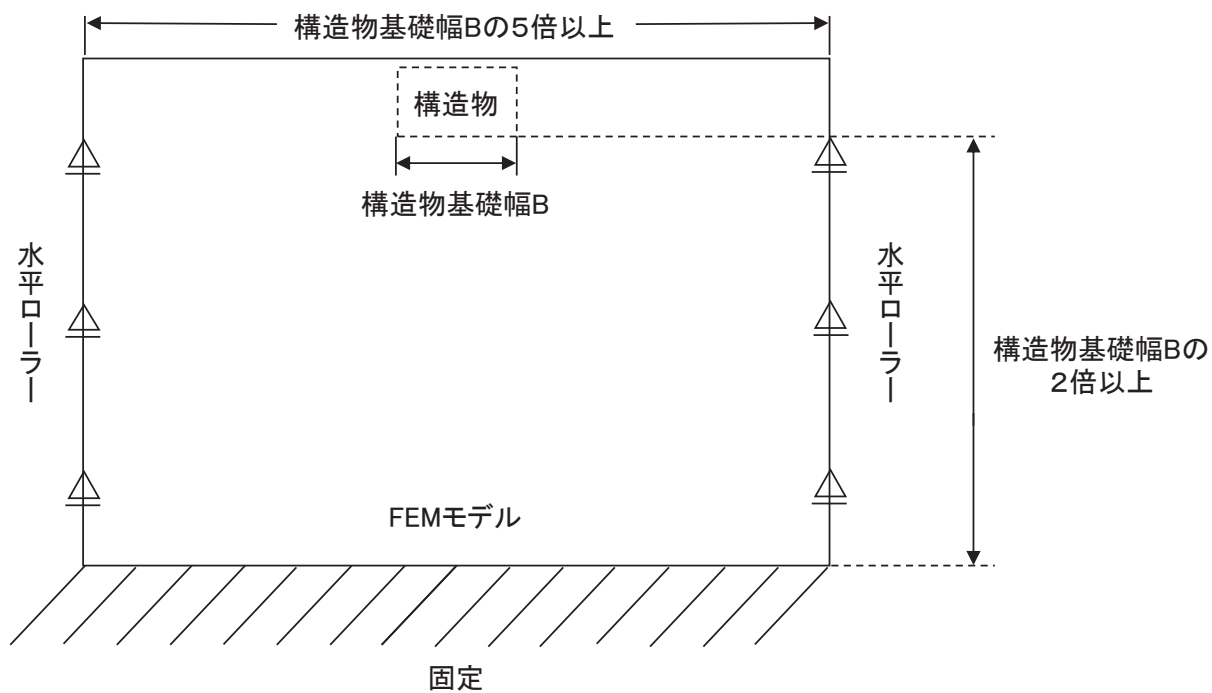 構造物基礎幅Bの5倍以上
構造物
構造物基礎幅B
水平ローラー
水平ローラー
構造物基礎幅Bの
2倍以上
FEMモデル
固定